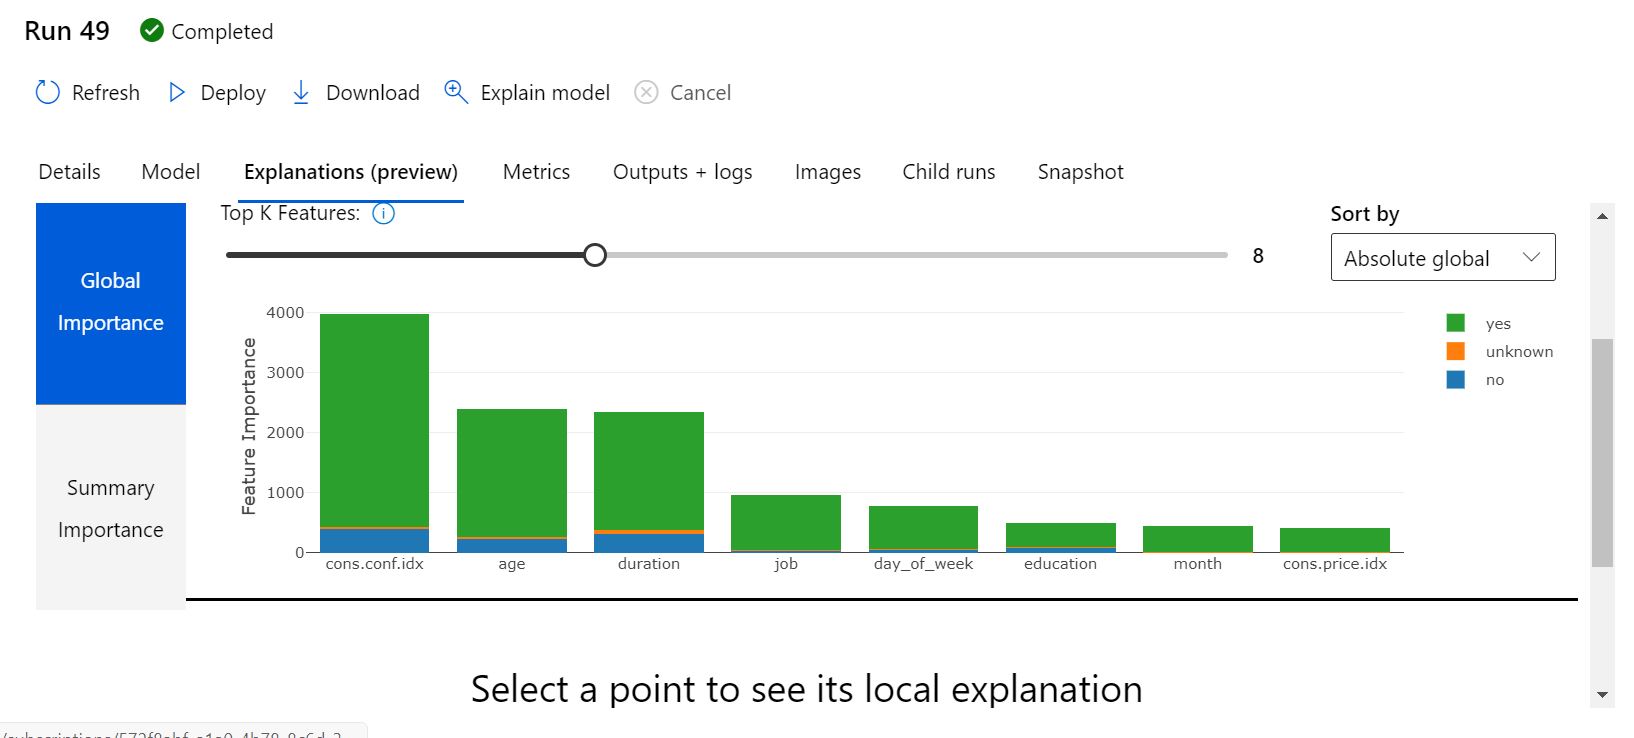 Run 49 Completed
Refresh Deploy Download Explain model Cancel
Details Model Explanations (preview) Metrics Outputs + logs Images Child runs Snapshot
Global
Importance
Summary
Importance
Top K Features:
8
Sort by
Absolute global
Feature Importance
4000
3000
2000
1000
0
cons.conf.idx age duration job day_of_week education month cons.price.idx
yes
unknown
no
Select a point to see its local explanation